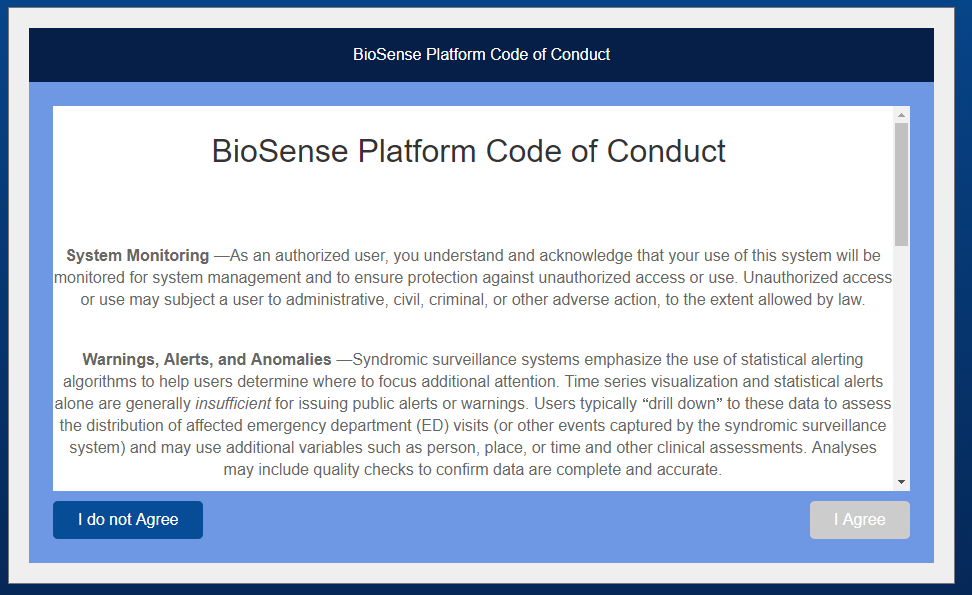 BioSense Platform Code of Conduct
BioSense Platform Code of Conduct
System Monitoring —As an authorized user, you understand and acknowledge that your use of this system will be
monitored for system management and to ensure protection against unauthorized access or use. Unauthorized access
or use may subject a user to administrative, civil, criminal, or other adverse action, to the extent allowed by law.
Warnings, Alerts, and Anomalies —Syndromic surveillance systems emphasize the use of statistical alerting
algorithms to help users determine where to focus additional attention. Time series visualization and statistical alerts
alone are generally insufficient for issuing public alerts or warnings. Users typically “drill down” to these data to assess
the distribution of affected emergency department (ED) visits (or other events captured by the syndromic surveillance
system) and may use additional variables such as person, place, or time and other clinical assessments. Analyses
may include quality checks to confirm data are complete and accurate.
I do not Agree
I Agree